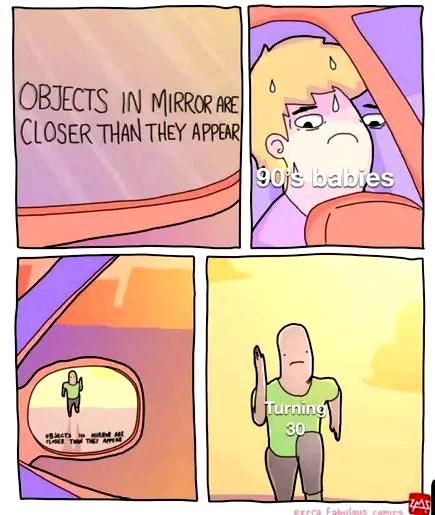 OBJECTS IN MIRROR ARE
CLOSER THAN THEY APPEAR
90's babies
OBJECTS IN MIRROR ARE
CLOSER THAN THEY APPEAR
Turning
30
exrca Fabulous comics